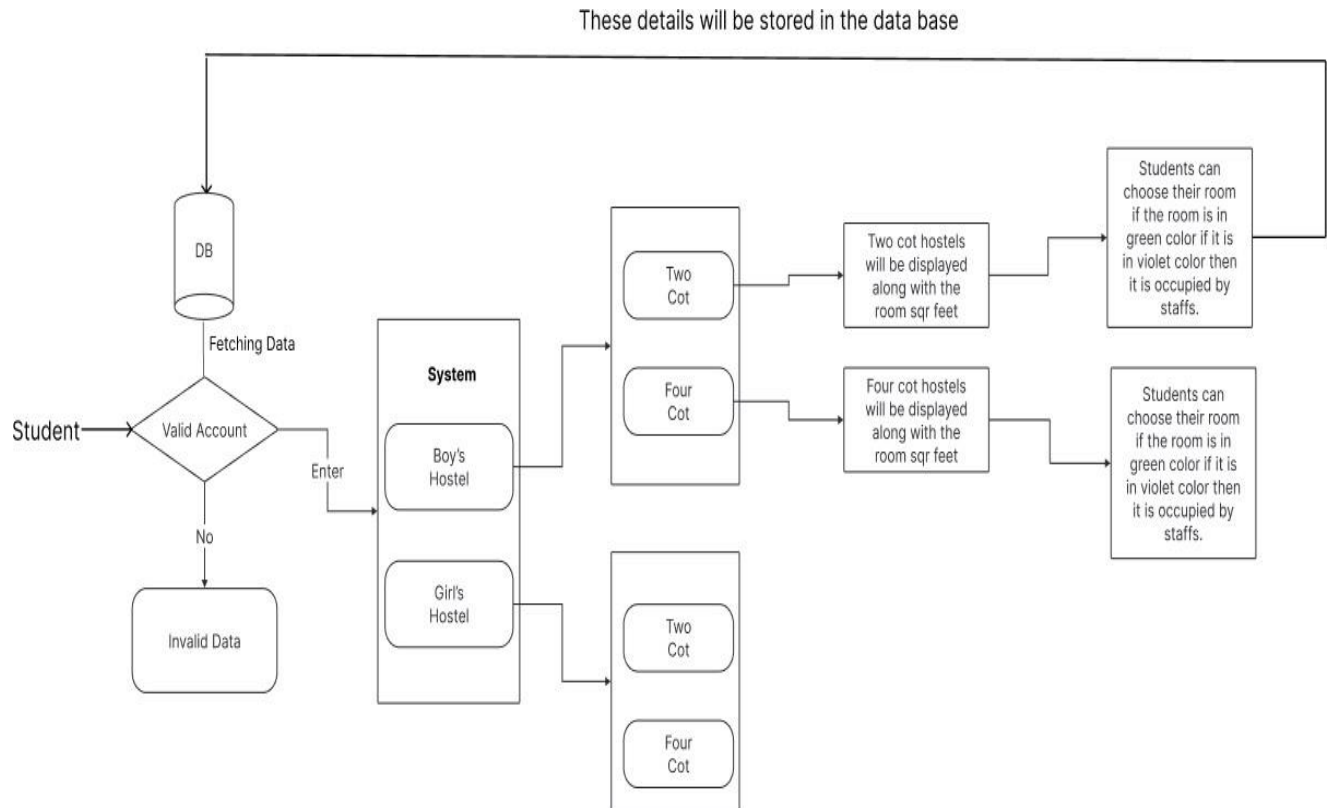 These details will be stored in the data base
DB
Fetching Data
Student
Valid Account
Enter
No
Invalid Data
System
Boy's
Hostel
Girl's
Hostel
Two
Cot
Four
Cot
Two cot hostels
will be displayed
along with the
room sqr feet
Students can
choose their room
if the room is in
green color if it is
in violet color then
it is occupied by
staffs.
Four cot hostels
will be displayed
along with the
room sqr feet
Students can
choose their room
if the room is in
green color if it is
in violet color then
it is occupied by
staffs.
Two
Cot
Four
Cot